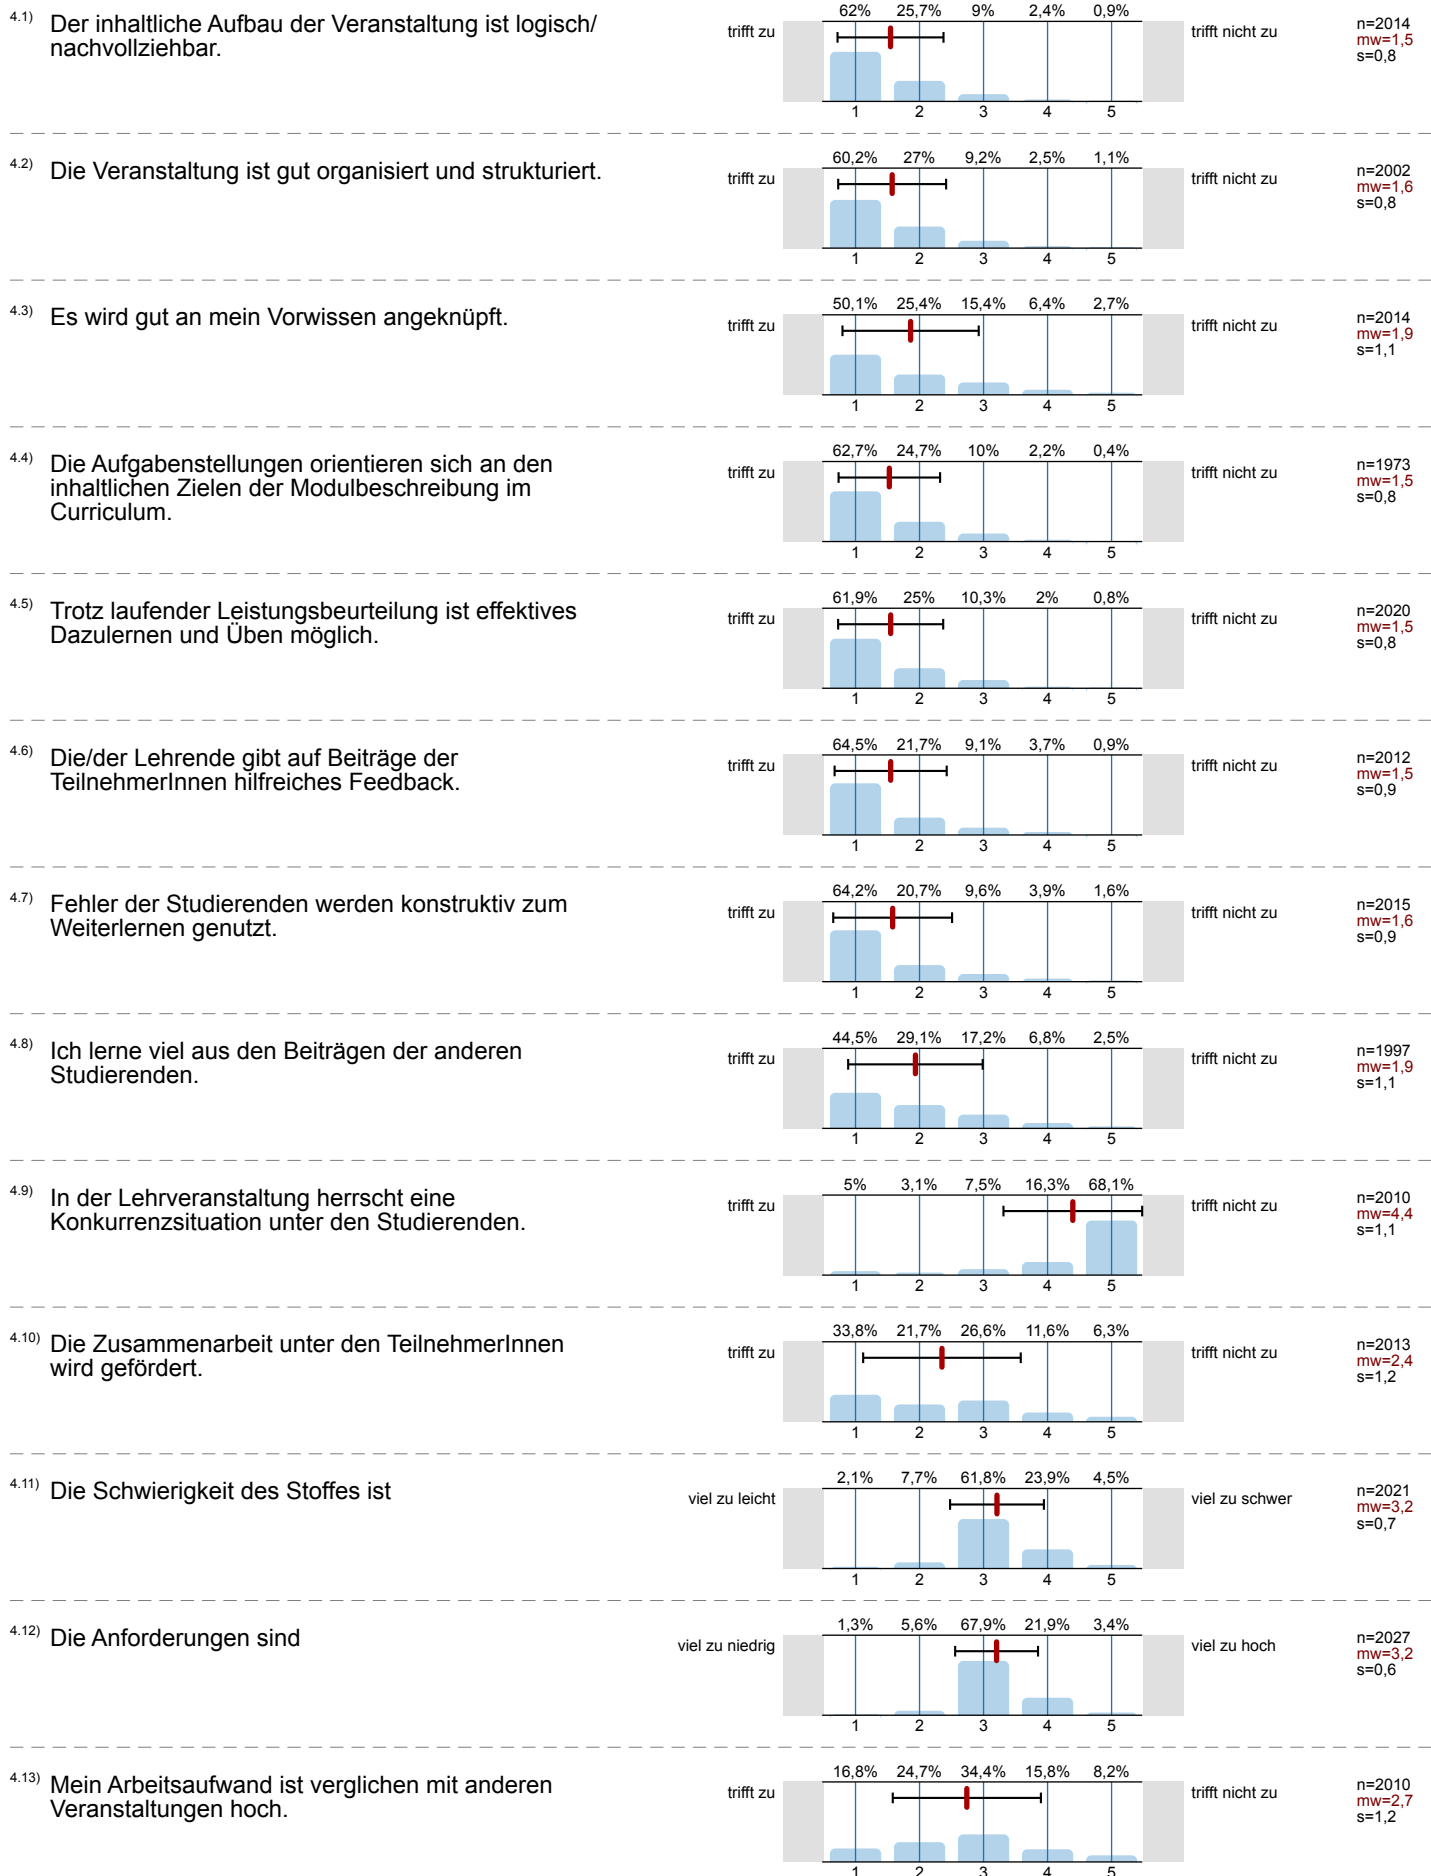 4.1) Der inhaltliche Aufbau der Veranstaltung ist logisch/
nachvollziehbar.
trifft zu
62% 25,7% 9% 2,4% 0,9%
1 2 3 4 5
trifft nicht zu
n=2014
mw=1,5
s=0,8
4.2) Die Veranstaltung ist gut organisiert und strukturiert.
trifft zu
60,2% 27% 9,2% 2,5% 1,1%
1 2 3 4 5
trifft nicht zu
n=2002
mw=1,6
s=0,8
4.3) Es wird gut an mein Vorwissen angeknüpft.
trifft zu
50,1% 25,4% 15,4% 6,4% 2,7%
1 2 3 4 5
trifft nicht zu
n=2014
mw=1,9
s=1,1
4.4) Die Aufgabenstellungen orientieren sich an den
inhaltlichen Zielen der Modulbeschreibung im
Curriculum.
trifft zu
62,7% 24,7% 10% 2,2% 0,4%
1 2 3 4 5
trifft nicht zu
n=1973
mw=1,5
s=0,8
4.5) Trotz laufender Leistungsbeurteilung ist effektives
Dazulernen und Üben möglich.
trifft zu
61,9% 25% 10,3% 2% 0,8%
1 2 3 4 5
trifft nicht zu
n=2020
mw=1,5
s=0,8
4.6) Die/der Lehrende gibt auf Beiträge der
TeilnehmerInnen hilfreiches Feedback.
trifft zu
64,5% 21,7% 9,1% 3,7% 0,9%
1 2 3 4 5
trifft nicht zu
n=2012
mw=1,5
s=0,9
4.7) Fehler der Studierenden werden konstruktiv zum
Weiterlernen genutzt.
trifft zu
64,2% 20,7% 9,6% 3,9% 1,6%
1 2 3 4 5
trifft nicht zu
n=2015
mw=1,6
s=0,9
4.8) Ich lerne viel aus den Beiträgen der anderen
Studierenden.
trifft zu
44,5% 29,1% 17,2% 6,8% 2,5%
1 2 3 4 5
trifft nicht zu
n=1997
mw=1,9
s=1,1
4.9) In der Lehrveranstaltung herrscht eine
Konkurrenzsituation unter den Studierenden.
trifft zu
5% 3,1% 7,5% 16,3% 68,1%
1 2 3 4 5
trifft nicht zu
n=2010
mw=4,4
s=1,1
4.10) Die Zusammenarbeit unter den TeilnehmerInnen
wird gefördert.
trifft zu
33,8% 21,7% 26,6% 11,6% 6,3%
1 2 3 4 5
trifft nicht zu
n=2013
mw=2,4
s=1,2
4.11) Die Schwierigkeit des Stoffes ist
viel zu leicht
2,1% 7,7% 61,8% 23,9% 4,5%
1 2 3 4 5
viel zu schwer
n=2021
mw=3,2
s=0,7
4.12) Die Anforderungen sind
viel zu niedrig
1,3% 5,6% 67,9% 21,9% 3,4%
1 2 3 4 5
viel zu hoch
n=2027
mw=3,2
s=0,6
4.13) Mein Arbeitsaufwand ist verglichen mit anderen
Veranstaltungen hoch.
trifft zu
16,8% 24,7% 34,4% 15,8% 8,2%
1 2 3 4 5
trifft nicht zu
n=2010
mw=2,7
s=1,2